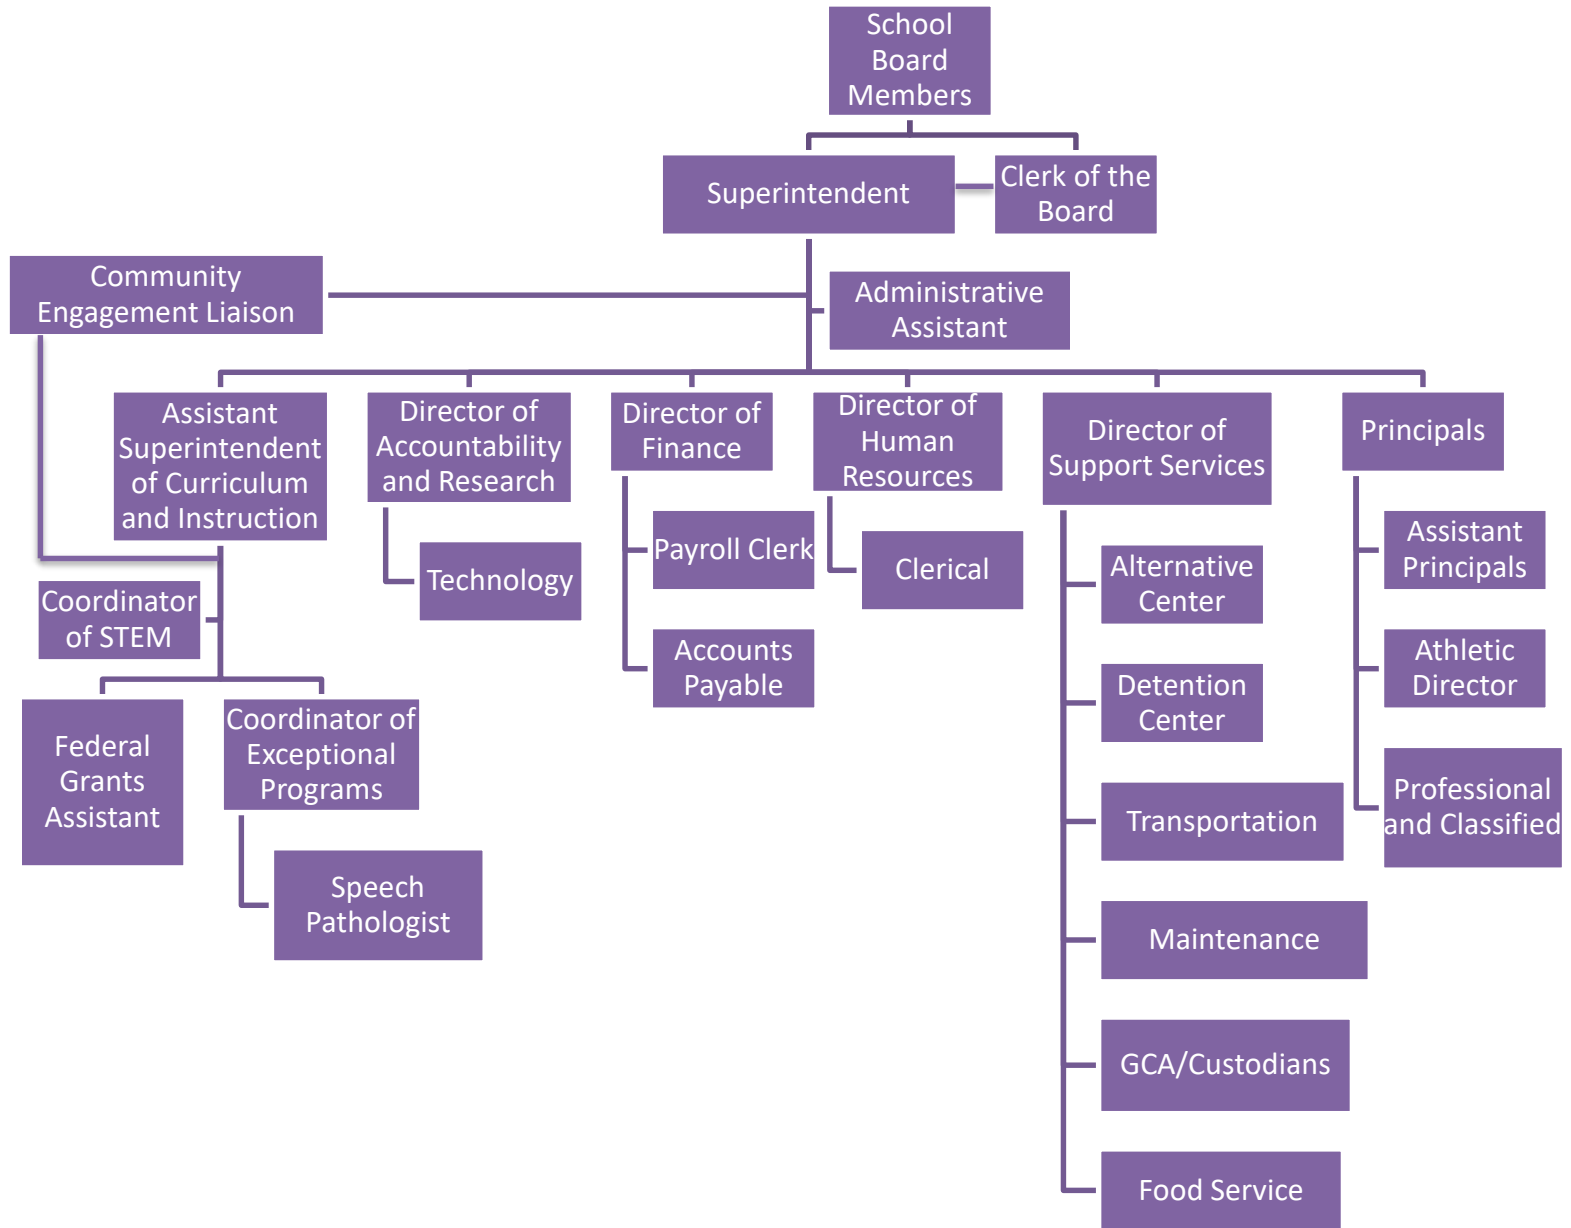 School
Board
Members
Superintendent
Clerk of the
Board
Community
Engagement Liaison
Administrative
Assistant
Assistant
Superintendent
of Curriculum
and Instruction
Director of
Accountability
and Research
Director of
Finance
Director of
Human
Resources
Director of
Support Services
Principals
Coordinator
of STEM
Federal
Grants
Assistant
Coordinator of
Exceptional
Programs
Speech
Pathologist
Technology
Payroll Clerk
Accounts
Payable
Clerical
Alternative
Center
Detention
Center
Transportation
Maintenance
GCA/Custodians
Food Service
Assistant
Principals
Athletic
Director
Professional
and Classified